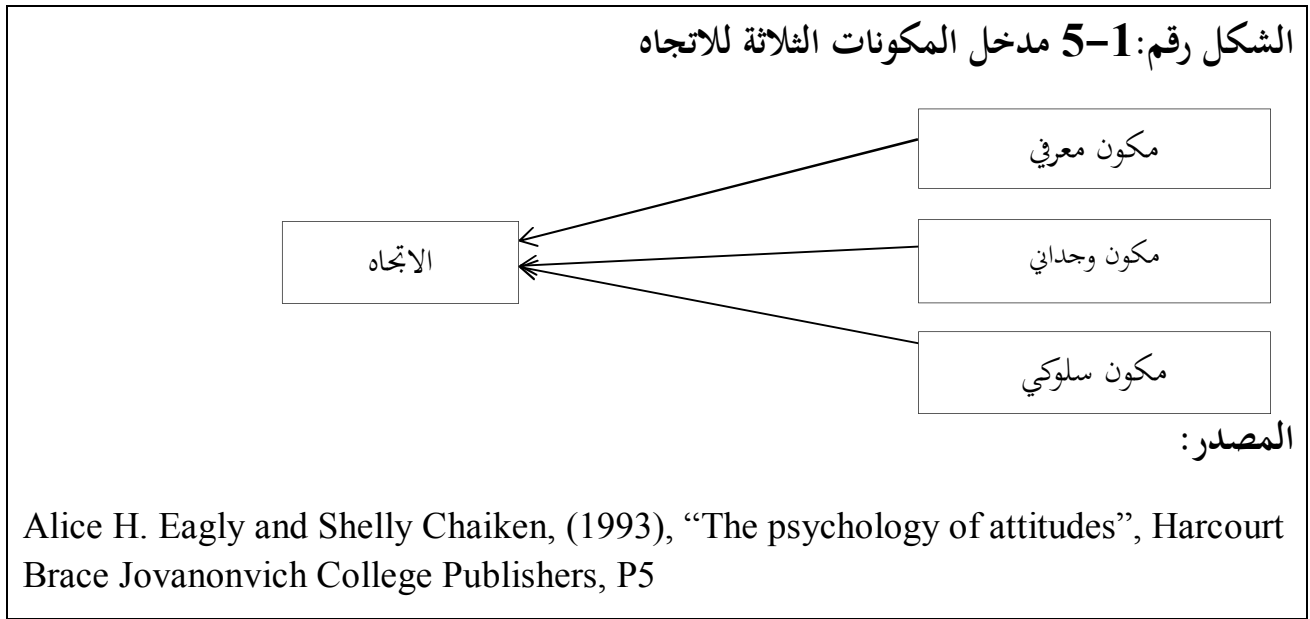 الشكل رقم:1-5 مدخل المكونات الثلاثة للاتجاه
مكون معرفي
مكون وجداني
الاتجاه
مكون سلوكي
المصدر:
Alice H. Eagly and Shelly Chaiken, (1993), “The psychology of attitudes”, Harcourt
Brace Jovanonvich College Publishers, P5